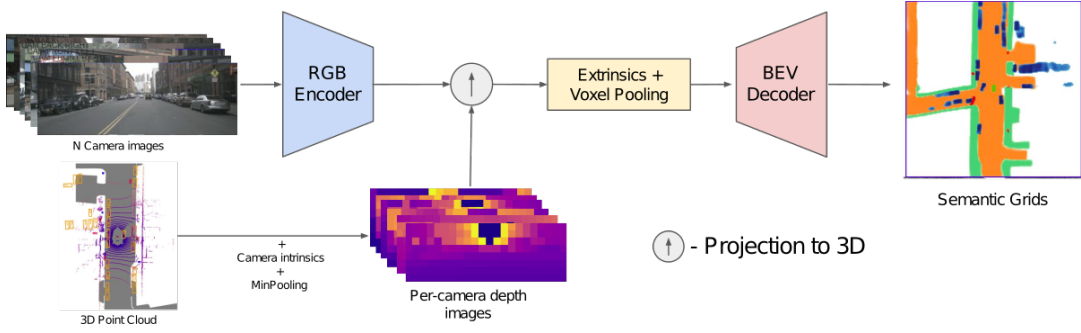 N Camera images
RGB
Encoder
Extrinsics +
Voxel Pooling
BEV
Decoder
Semantic Grids
3D Point Cloud
+
Camera intrinsics
+
MinPooling
Per-camera depth
images
- Projection to 3D